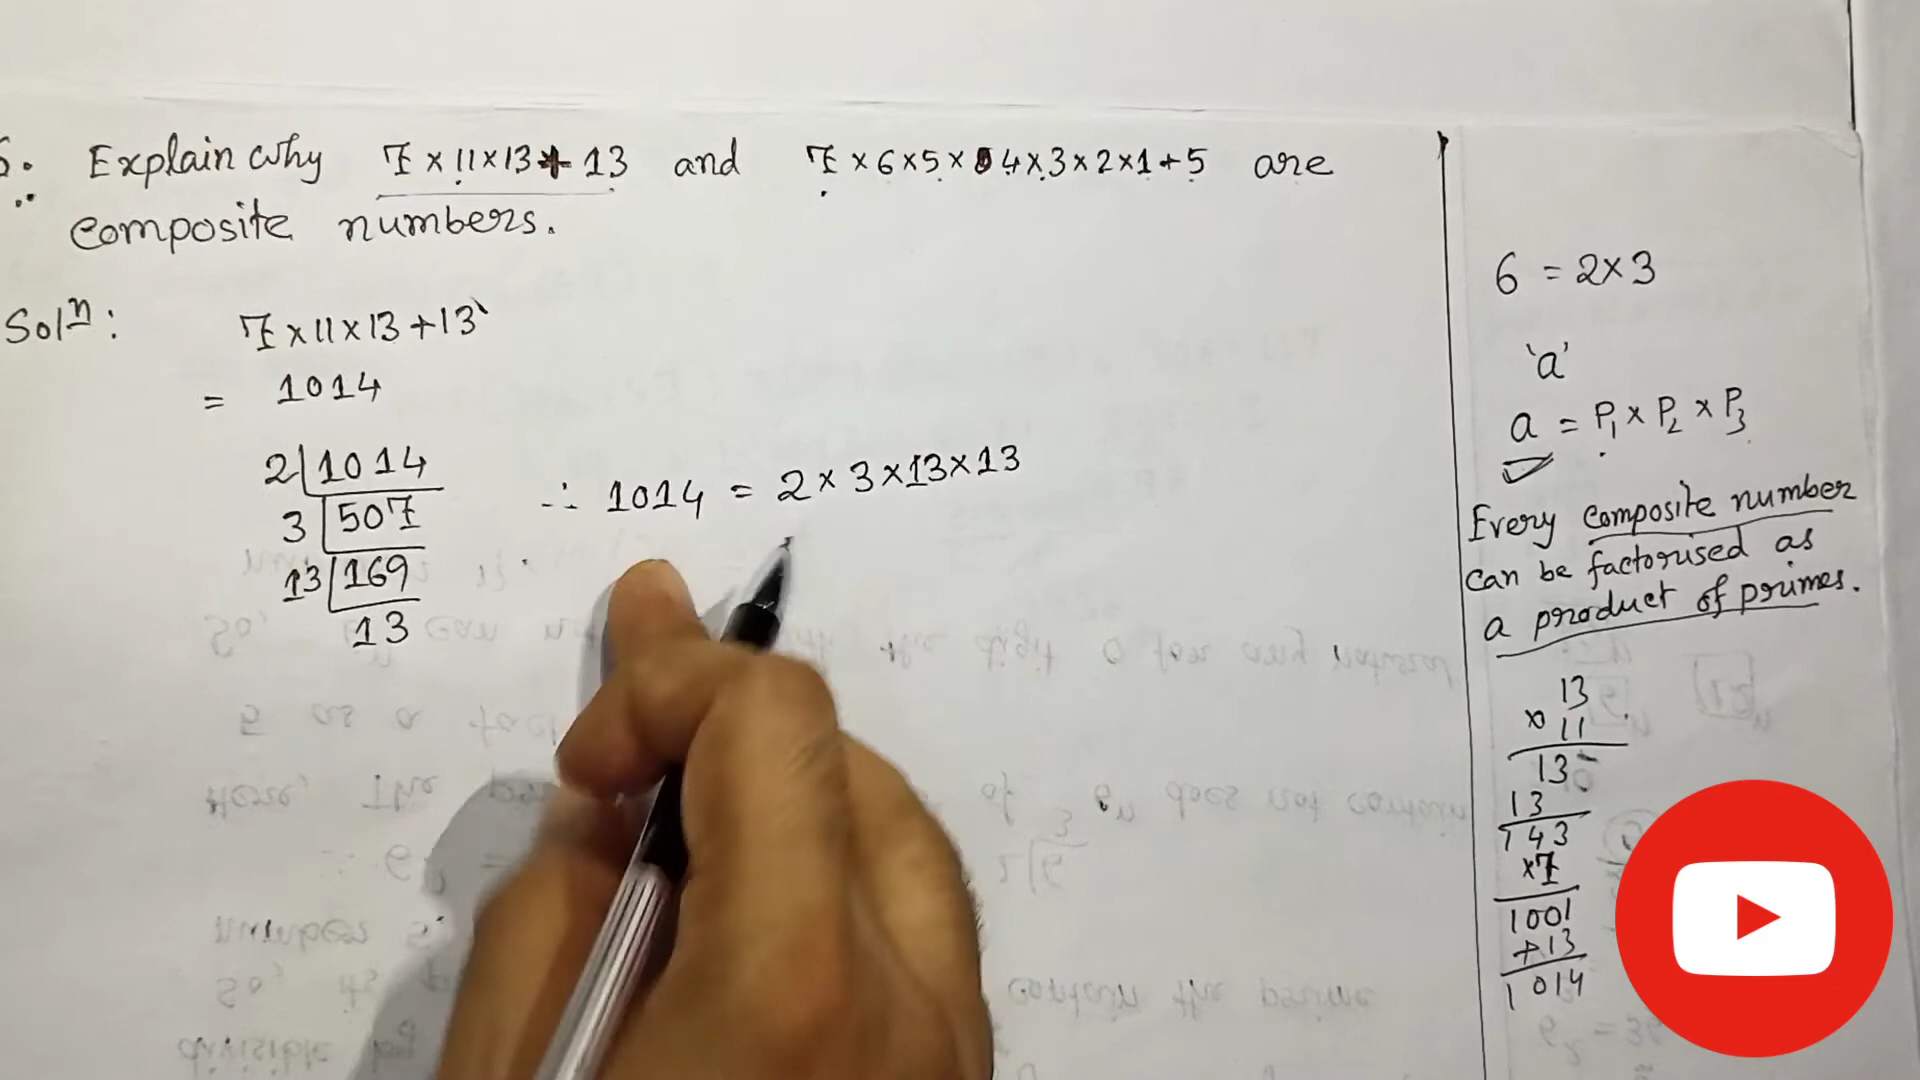 6. Explain why 7×11×13+13 and 7×6×5×4×3×2×1+5 are
composite numbers.
Solⁿ: 7×11×13+13
= 1014
2 1014
3 507
13 169
13
∴ 1014 = 2×3×13×13
6 = 2×3
'a'
a = P₁ × P₂ × P₃
Every composite number
can be factorised as
a product of primes.
13
× 11
13
13
143
×7
1001
+13
1014